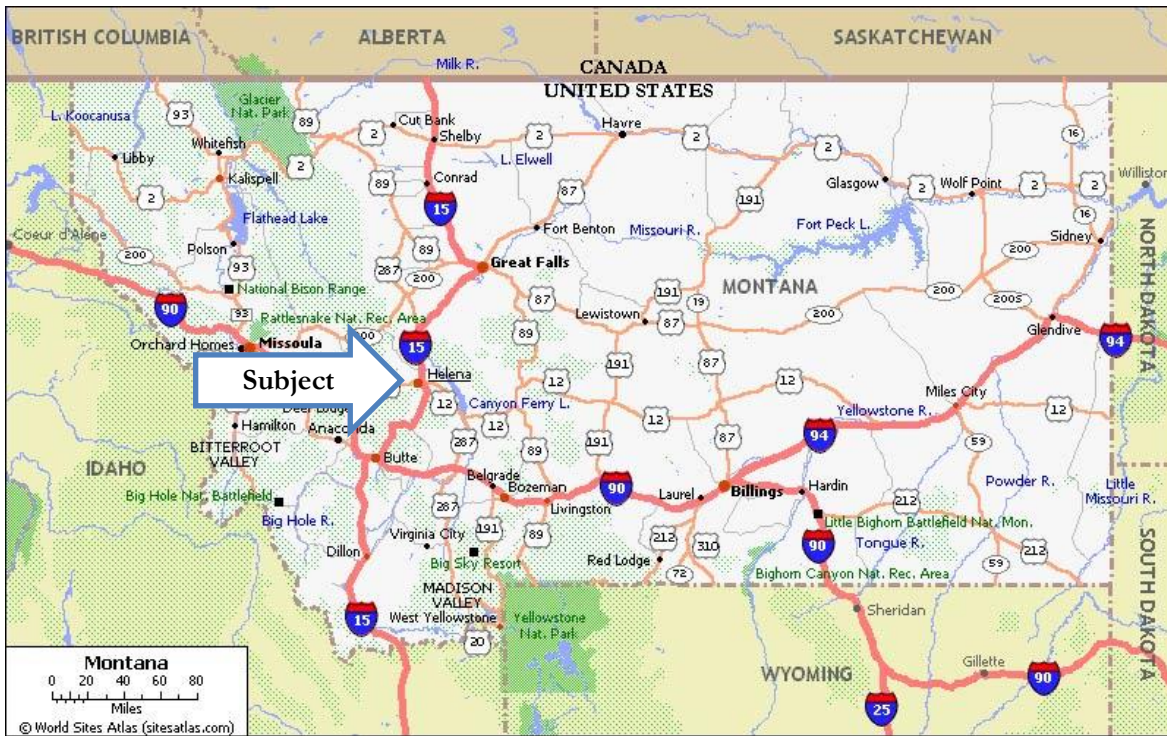 BRITISH COLUMBIA
ALBERTA
SASKATCHEWAN
Milk R.
CANADA
UNITED STATES
Glacier
Nat. Park
93
89
L. Koocanusa
Whitefish
2
Cut Bank
Shelby
2
Havre
2
2
16
Libby
2
L. Elwell
Kalispell
89
Conrad
87
Glasgow
2
Wolf Point
2
2
Williston
2
15
191
Flathead Lake
Fort Benton
Missouri R.
Fort Peck L.
16
Coeur d'Alène
Polson
89
Sidney
200
93
287
200
Great Falls
200
National Bison Range
87
191
19
MONTANA
200
200S
90
93
Rattlesnake Nat. Rec. Area
Lewistown
87
200
Glendive
NORTH DAKOTA
Orchard Homes
Missoula
200
15
89
94
Subject
Helena
191
87
12
12
Miles City
Deer Lodge
12
Canyon Ferry L.
12
Yellowstone R.
12
Hamilton
Anaconda
287
191
87
94
59
BITTERROOT
VALLEY
Butte
89
IDAHO
Belgrade
Bozeman
90
Laurel
Billings
Hardin
Powder R.
Little
Missouri R.
Big Hole Nat. Battlefield
Livingston
212
Big Hole R.
287
191
Little Bighorn Battlefield Nat. Mon.
Virginia City
89
212
310
90
Tongue R.
212
Dillon
Big Sky Resort
Red Lodge
72
59
Bighorn Canyon Nat. Rec. Area
SOUTH DAKOTA
MADISON
VALLEY
15
West Yellowstone
Yellowstone
Nat. Park
Sheridan
20
Montana
WYOMING
Gillette
90
0 20 40 60 80
Miles
25
© World Sites Atlas (sitesatlas.com)